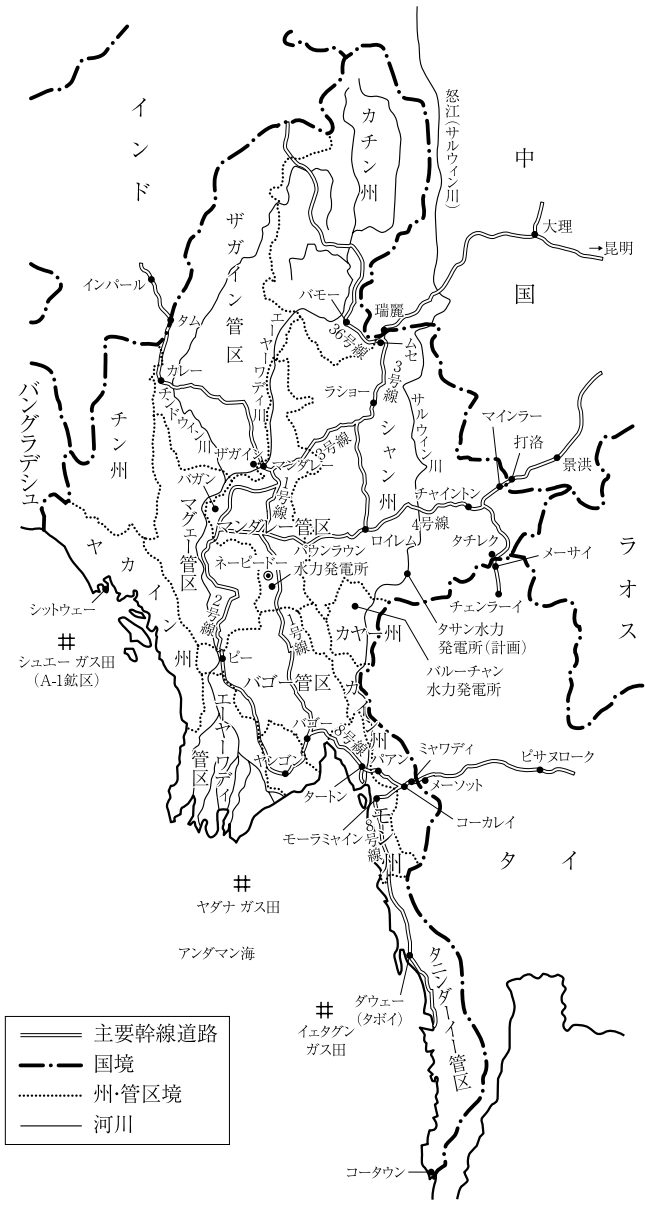 インド
カチン州
怒江(サルウィン川)
中国
大理
→昆明
ザガイン管区
インパール
タム
バモー
瑞麗
ムセ
36号線
3号線
エーヤーワディ川
カレー
チン州
チンドウィン川
バングラデシュ
ラショー
シャン州
サルウィン川
マインラー
打洛
景洪
ザガイン
マンダレー
13号線
1号線
バガン
マグェー管区
マンダレー管区
チャイントン
4号線
ロイレム
タチレク
メーサイ
チェンラーイ
ラオス
ヤカイン州
ネーピードー
パウンラウン
水力発電所
シットウェー
シュエー ガス田
(A-1鉱区)
2号線
1号線
カヤー州
タサン水力
発電所(計画)
バルーチャン
水力発電所
ピー
バゴー管区
カ
州
エーヤーワディ
管区
バゴー
8号線
ヤンゴン
パアン
ミャワディ
ピサヌローク
メーソット
タートン
コーカレイ
モーラミャイン
モン州
8号線
タイ
ヤダナ ガス田
アンダマン海
タニンダーイー管区
ダウェー
(タボイ)
イェタグン
ガス田
主要幹線道路
国境
州・管区境
河川
コータウン